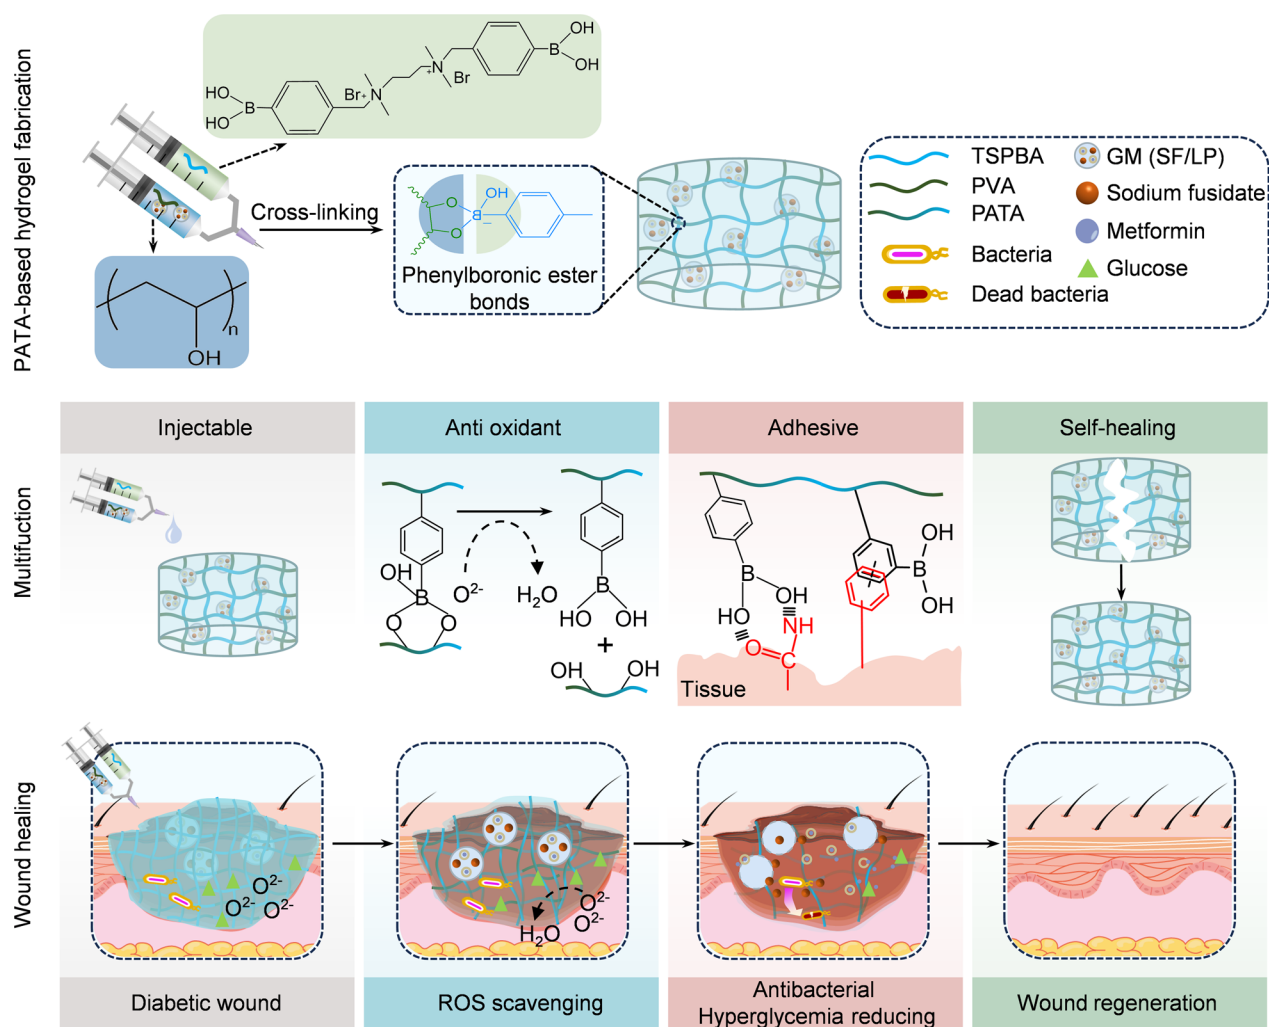 PATA-based hydrogel fabrication
HO
HO
B
Br
+
N
N
+
Br
B
OH
OH
Cross-linking
n
OH
O
O
B
OH
Phenylboronic ester
bonds
TSPBA
PVA
PATA
Bacteria
Dead bacteria
GM (SF/LP)
Sodium fusidate
Metformin
Glucose
Multifuction
Injectable
Anti oxidant
Adhesive
Self-healing
OH
B
O
O
O²⁻
H₂O
B
HO
OH
+
OH
OH
B
HO
OH
NH
O
C
B
OH
OH
Tissue
Wound healing
O²⁻
O²⁻
O²⁻
O²⁻
O²⁻
H₂O
Diabetic wound
ROS scavenging
Antibacterial
Hyperglycemia reducing
Wound regeneration